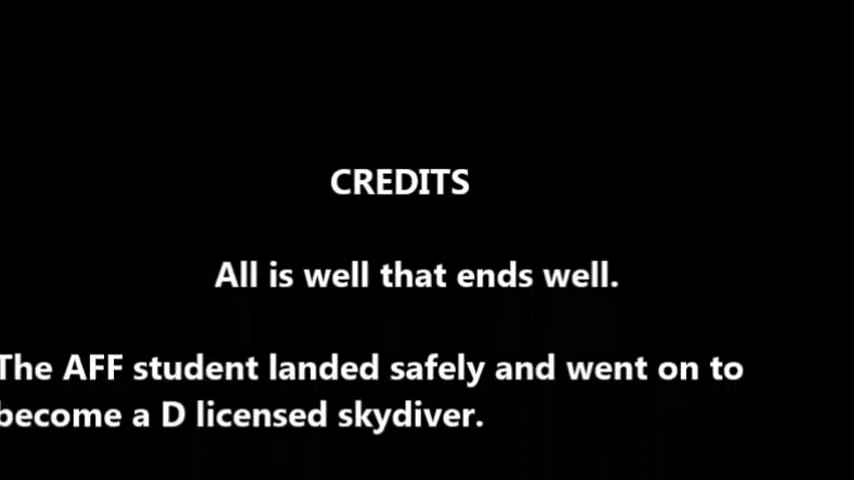 CREDITS
All is well that ends well.
The AFF student landed safely and went on to
become a D licensed skydiver.